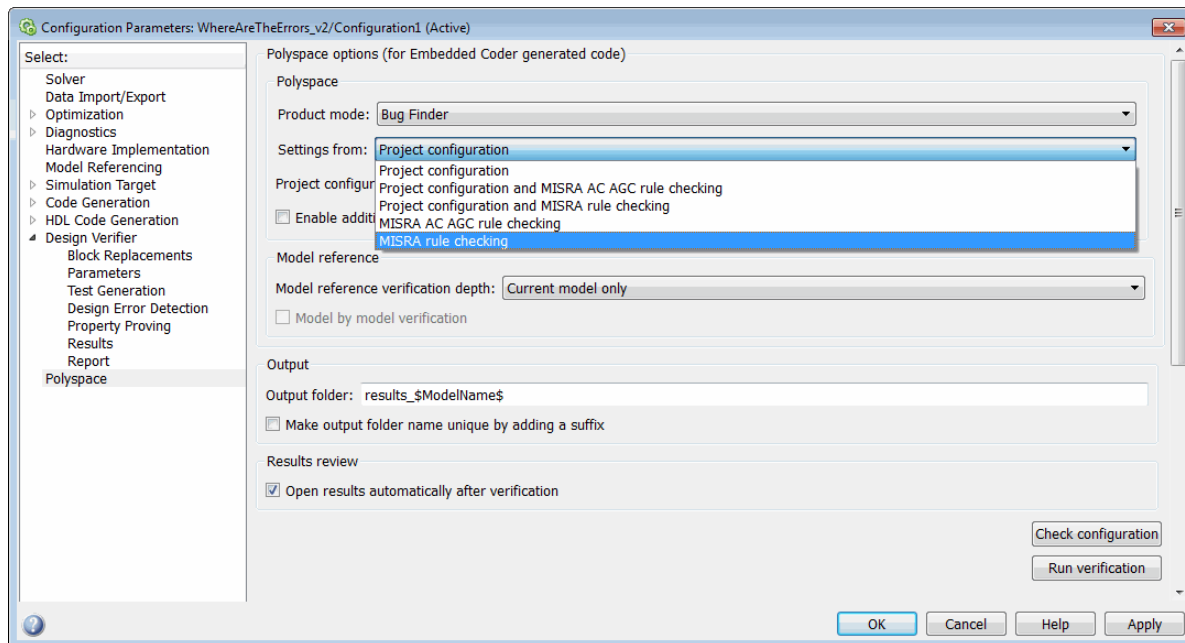 Configuration Parameters: WhereAreTheErrors_v2/Configuration1 (Active)
Select:
Solver
Data Import/Export
Optimization
Diagnostics
Hardware Implementation
Model Referencing
Simulation Target
Code Generation
HDL Code Generation
Design Verifier
Block Replacements
Parameters
Test Generation
Design Error Detection
Property Proving
Results
Report
Polyspace
Polyspace options (for Embedded Coder generated code)
Polyspace
Product mode: Bug Finder
Settings from: Project configuration
Project configuration
Project configuration and MISRA AC AGC rule checking
Project configur
Project configuration and MISRA rule checking
Enable additi
MISRA AC AGC rule checking
MISRA rule checking
Model reference
Model reference verification depth: Current model only
Model by model verification
Output
Output folder: results_$ModelName$
Make output folder name unique by adding a suffix
Results review
Open results automatically after verification
Check configuration
Run verification
OK Cancel Help Apply